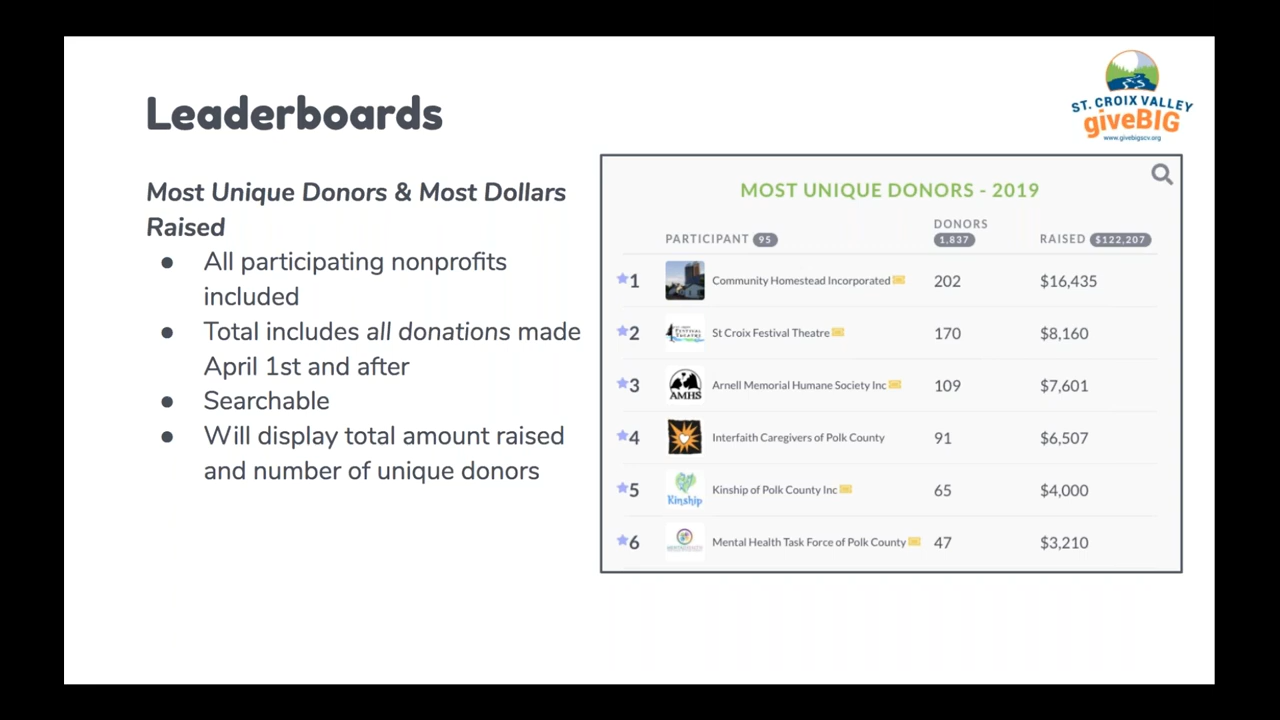 Leaderboards
ST. CROIX VALLEY
giveBIG
www.givebigscv.org
Most Unique Donors & Most Dollars
Raised
● All participating nonprofits
included
● Total includes all donations made
April 1st and after
● Searchable
● Will display total amount raised
and number of unique donors
MOST UNIQUE DONORS - 2019
PARTICIPANT 95 DONORS 1,837 RAISED $122,207
1 Community Homestead Incorporated 202 $16,435
2 St Croix Festival Theatre 170 $8,160
3 AMHS Arnell Memorial Humane Society Inc 109 $7,601
4 Interfaith Caregivers of Polk County 91 $6,507
5 Kinship Kinship of Polk County Inc 65 $4,000
6 Mental Health Task Force of Polk County 47 $3,210